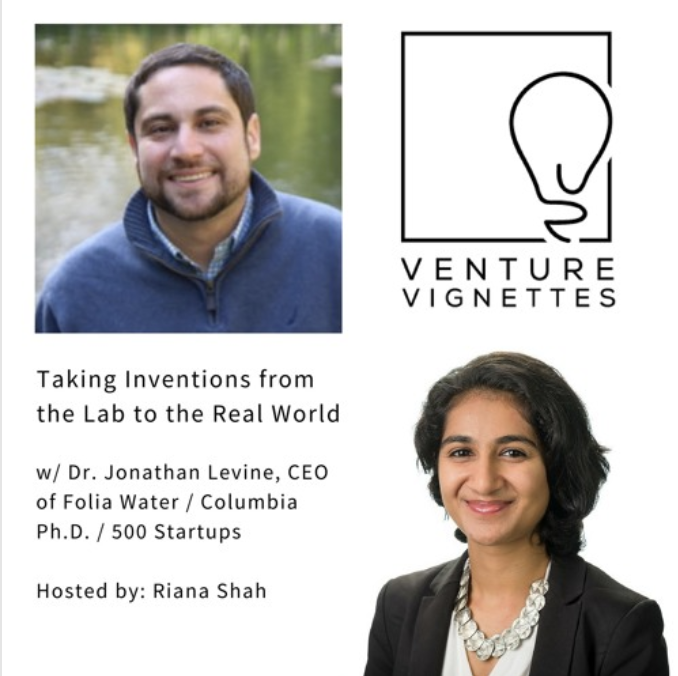 VENTURE
VIGNETTES
Taking Inventions from
the Lab to the Real World
w/ Dr. Jonathan Levine, CEO
of Folia Water / Columbia
Ph.D. / 500 Startups
Hosted by: Riana Shah